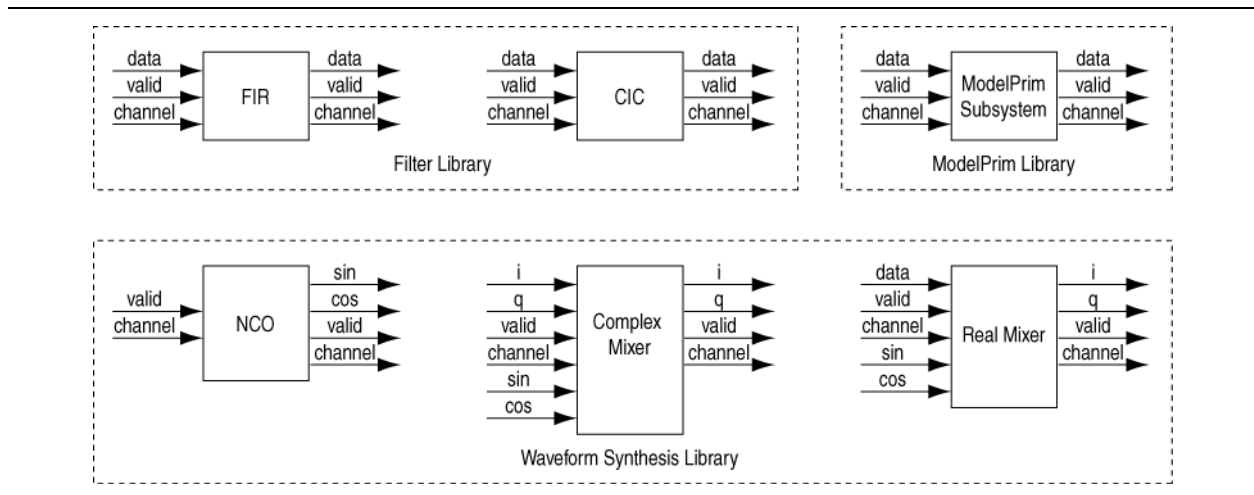 data
valid
channel
FIR
data
valid
channel
data
valid
channel
CIC
data
valid
channel
Filter Library
data
valid
channel
ModelPrim
Subsystem
data
valid
channel
ModelPrim Library
valid
channel
NCO
sin
cos
valid
channel
i
q
valid
channel
sin
cos
Complex
Mixer
i
q
valid
channel
data
valid
channel
sin
cos
Real Mixer
i
q
valid
channel
Waveform Synthesis Library